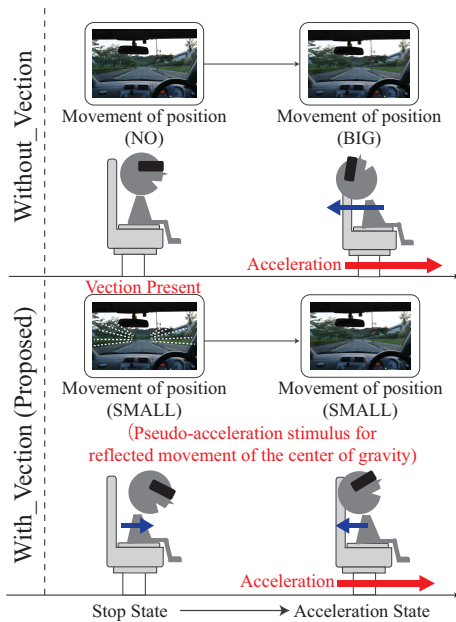 Without_Vection
Movement of position
(NO)
Movement of position
(BIG)
Acceleration
With_Vection (Proposed)
Vection Present
Movement of position
(SMALL)
Movement of position
(SMALL)
(Pseudo-acceleration stimulus for
reflected movement of the center of gravity)
Acceleration
Stop State
Acceleration State